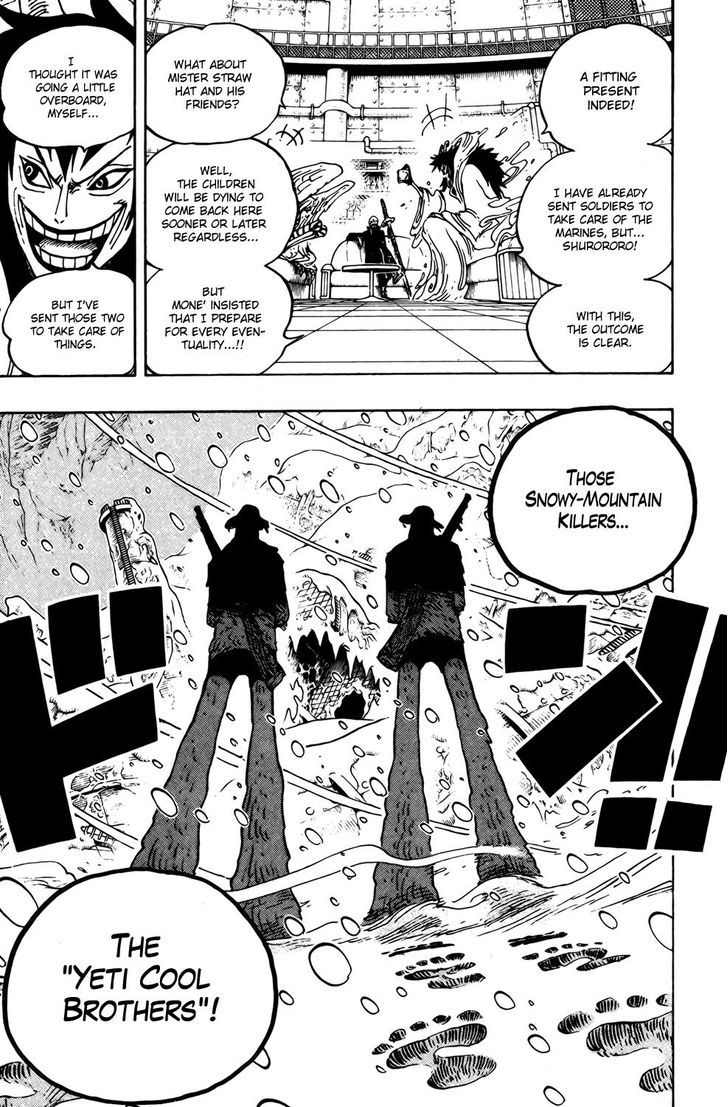 A FITTING
PRESENT
INDEED!
I HAVE ALREADY
SENT SOLDIERS TO
TAKE CARE OF THE
MARINES, BUT...
SHURORORO!
WITH THIS,
THE OUTCOME
IS CLEAR.
WHAT ABOUT
MISTER STRAW
HAT AND HIS
FRIENDS?
WELL,
THE CHILDREN
WILL BE DYING TO
COME BACK HERE
SOONER OR LATER
REGARDLESS...
BUT
MONE' INSISTED
THAT I PREPARE
FOR EVERY EVEN-
TUALITY...!!
I
THOUGHT IT WAS
GOING A LITTLE
OVERBOARD,
MYSELF...
BUT I'VE
SENT THOSE TWO
TO TAKE CARE OF
THINGS.
THOSE
SNOWY-MOUNTAIN
KILLERS...
ドン!!
THE
"YETI COOL
BROTHERS"!